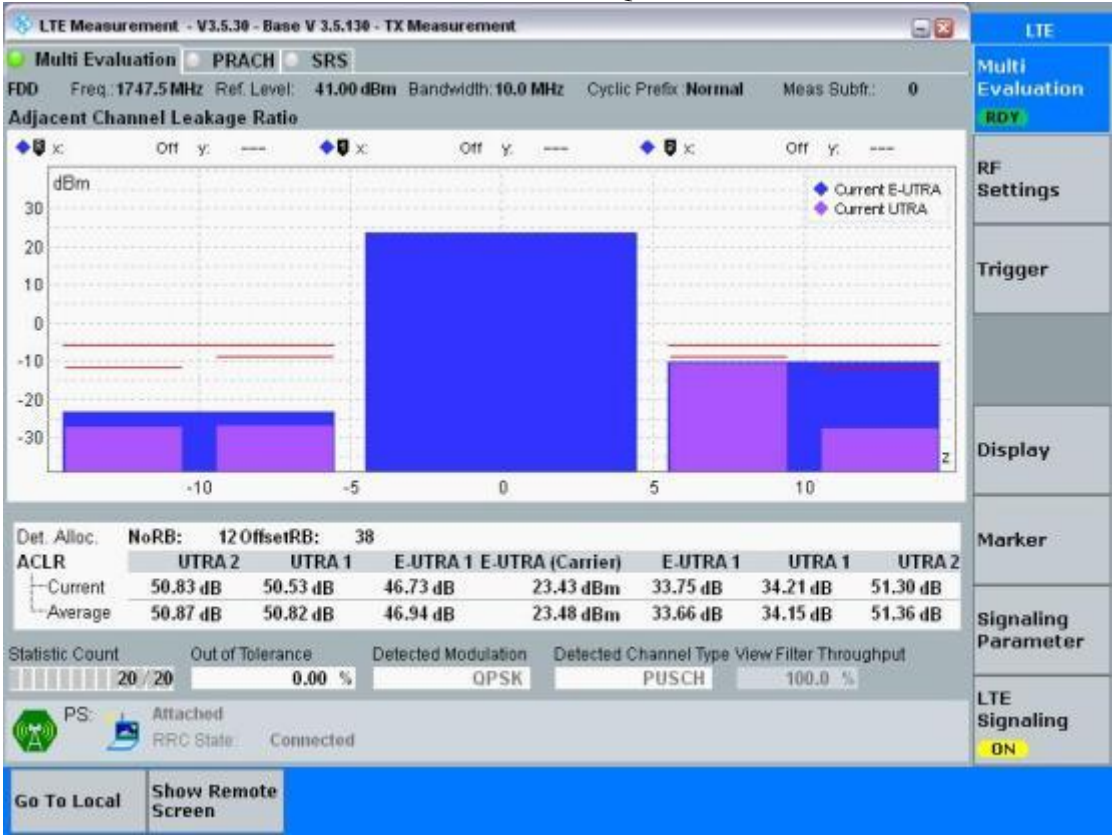 LTE Measurement - V3.5.30 - Base V 3.5.130 - TX Measurement
LTE
Multi Evaluation PRACH SRS
FDD Freq.: 1747.5 MHz Ref. Level: 41.00 dBm Bandwidth: 10.0 MHz Cyclic Prefix: Normal Meas Subfr.: 0
Adjacent Channel Leakage Ratio
x: Off y: --- x: Off y: --- x: Off y: ---
dBm
Current E-UTRA
Current UTRA
30
20
10
0
-10
-20
-30
z
-10 -5 0 5 10
Det. Alloc. NoRB: 12 OffsetRB: 38
ACLR UTRA 2 UTRA 1 E-UTRA 1 E-UTRA (Carrier) E-UTRA 1 UTRA 1 UTRA 2
Current 50.83 dB 50.53 dB 46.73 dB 23.43 dBm 33.75 dB 34.21 dB 51.30 dB
Average 50.87 dB 50.82 dB 46.94 dB 23.48 dBm 33.66 dB 34.15 dB 51.36 dB
Statistic Count Out of Tolerance Detected Modulation Detected Channel Type View Filter Throughput
20 / 20 0.00 % QPSK PUSCH 100.0 %
PS: Attached
RRC State: Connected
Multi
Evaluation
RDY
RF
Settings
Trigger
Display
Marker
Signaling
Parameter
LTE
Signaling
ON
Go To Local
Show Remote
Screen